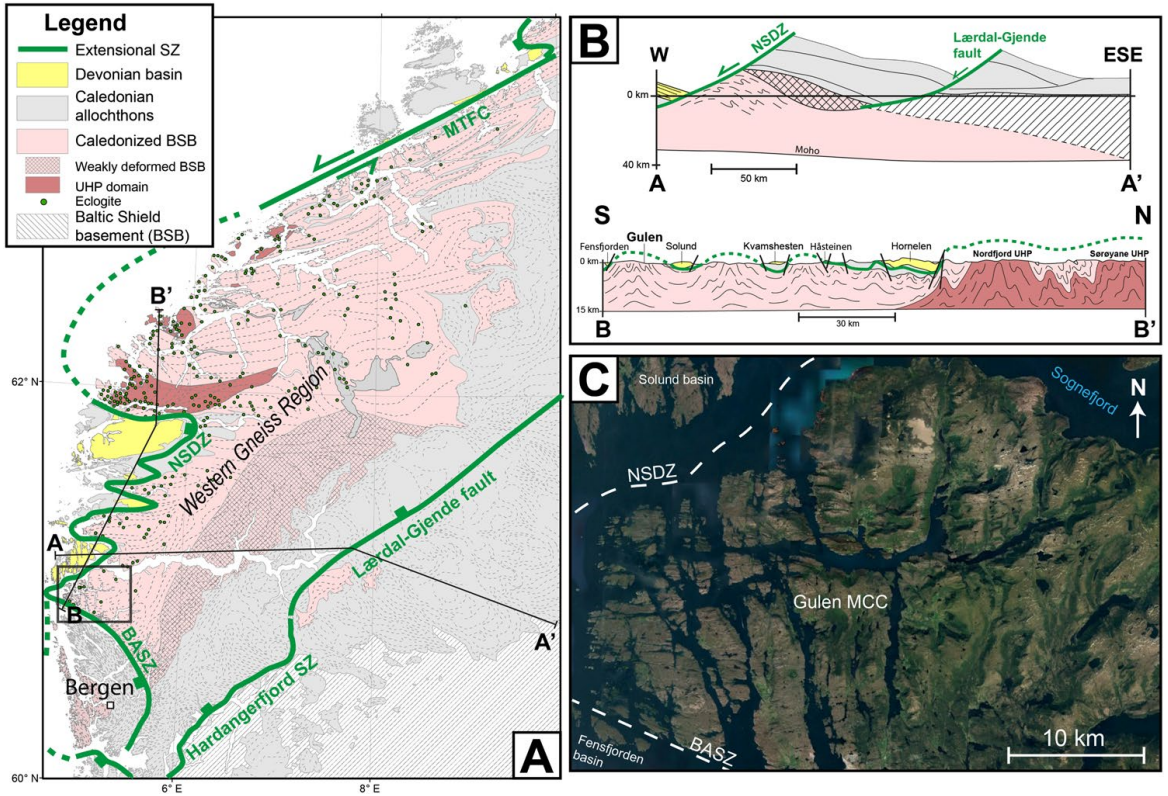 Legend
Extensional SZ
Devonian basin
Caledonian
allochthons
Caledonized BSB
Weakly deformed BSB
UHP domain
Eclogite
Baltic Shield
basement (BSB)
MTFC
B'
62°N
NSDZ
Western Gneiss Region
A
Lærdal-Gjende fault
B
BASZ
A'
Bergen
Hardangerfjord SZ
A
60° N
6° E
8° E
B
W
NSDZ
Lærdal-Gjende
fault
ESE
0 km
Moho
40 km
A
50 km
A'
S
N
Fensfjorden
Gulen
Solund
Kvamshesten
Håsteinen
Hornelen
0 km
Nordfjord UHP
Sørøyane UHP
15 km
B
30 km
B'
C
Solund basin
Sognefjord
N
NSDZ
Gulen MCC
BASZ
Fensfjorden
basin
10 km